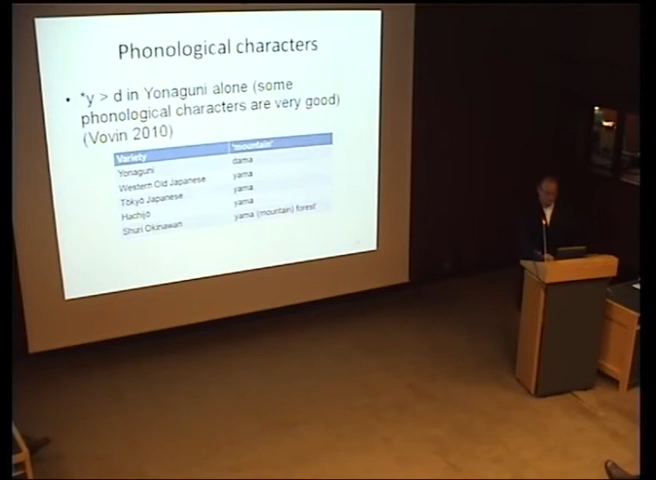 Phonological characters
• *y > d in Yonaguni alone (some
phonological characters are very good)
(Vovin 2010)
Variety 'mountain'
Yonaguni dama
Western Old Japanese yama
Tōkyō Japanese yama
Hachijō yama
Shuri Okinawan yama (mountain) forest'